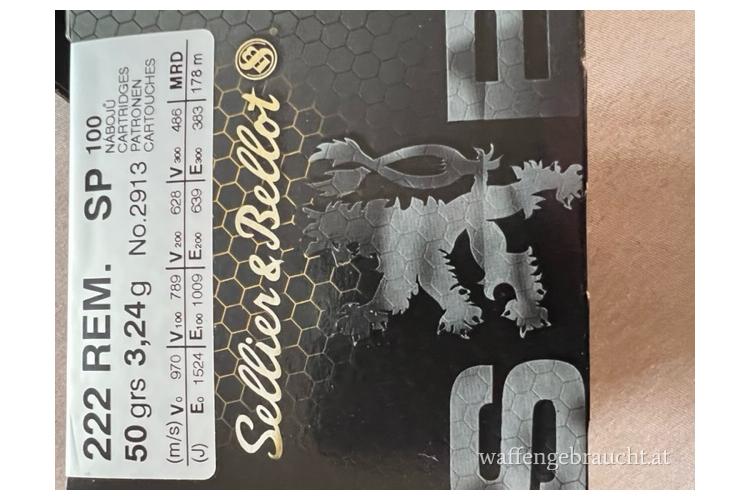 222 REM. SP 100
NÁBOJŮ
CARTRIDGES
PATRONEN
CARTOUCHES
50 grs 3,24 g No.2913
(m/s) V₀ 970 V₁₀₀ 789 V₂₀₀ 628 V₃₀₀ 486 MRD
(J) E₀ 1524 E₁₀₀ 1009 E₂₀₀ 639 E₃₀₀ 383 178 m
Sellier & Bellot
S B
waffengebraucht.at